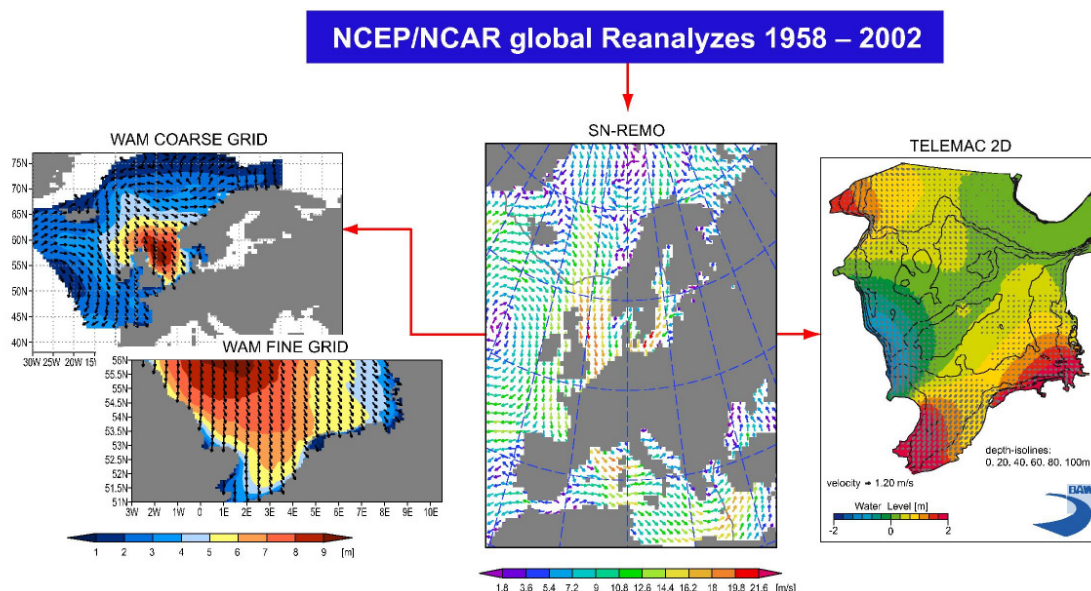 NCEP/NCAR global Reanalyzes 1958 – 2002
WAM COARSE GRID
75N
70N
65N
60N
55N
50N
45N
40N
30W 25W 20W 15W
WAM FINE GRID
56N
55.5N
55N
54.5N
54N
53.5N
53N
52.5N
52N
51.5N
51N
3W 2W 1W 0 1E 2E 3E 4E 5E 6E 7E 8E 9E 10E
1 2 3 4 5 6 7 8 9 [m]
SN-REMO
1.8 3.6 5.4 7.2 9 10.8 12.6 14.4 16.2 18 19.8 21.6 [m/s]
TELEMAC 2D
depth-isolines:
0, 20, 40, 60, 80, 100m
velocity → 1.20 m/s
Water Level [m]
-2 0 2
BAW